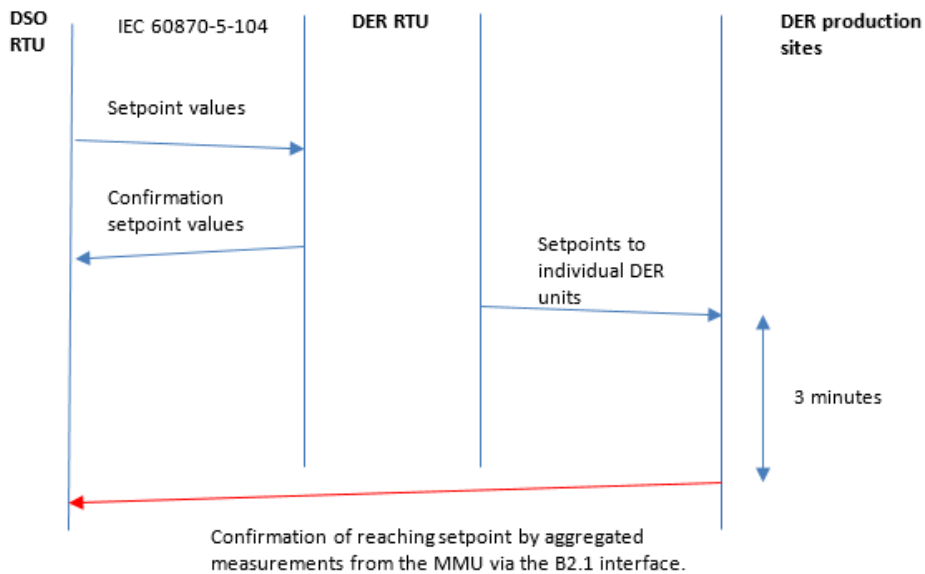 DSO
RTU
IEC 60870-5-104
DER RTU
DER production
sites
Setpoint values
Confirmation
setpoint values
Setpoints to
individual DER
units
3 minutes
Confirmation of reaching setpoint by aggregated
measurements from the MMU via the B2.1 interface.